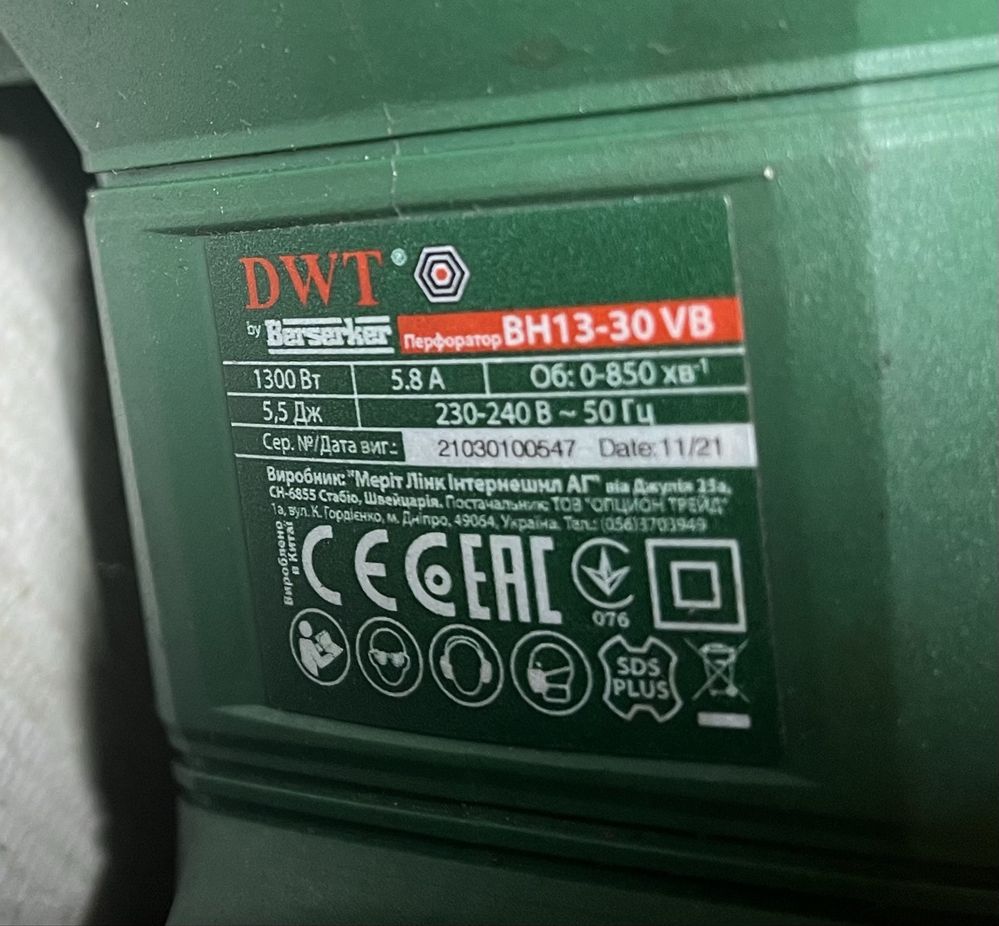 DWT®
by Berserker Перфоратор BH13-30 VB
1300 Вт 5.8 А Об: 0-850 хв-1
5,5 Дж 230-240 В ~ 50 Гц
Сер. №/Дата виг.: 21030100547 Date: 11/21
Виробник: "Меріт Лінк Інтернешнл АГ" віа Джулія 23а,
CH-6855 Стабіо, Швейцарія. Постачальник: ТОВ "ОПЦИОН ТРЕЙД"
1а, вул. К. Гордієнко, м. Дніпро, 49064, Україна. Тел.: (056)3703949
Вироблено
в Китаї
CE EAC
076
SDS
PLUS